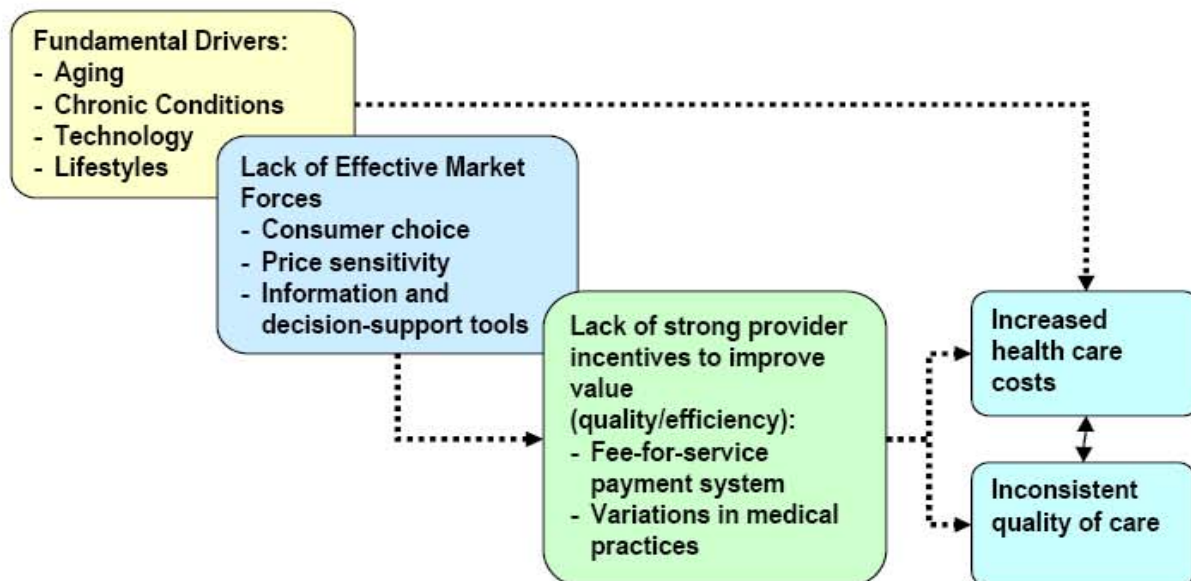 Fundamental Drivers:
- Aging
- Chronic Conditions
- Technology
- Lifestyles
Lack of Effective Market
Forces
- Consumer choice
- Price sensitivity
- Information and
decision-support tools
Lack of strong provider
incentives to improve
value
(quality/efficiency):
- Fee-for-service
payment system
- Variations in medical
practices
Increased
health care
costs
Inconsistent
quality of care